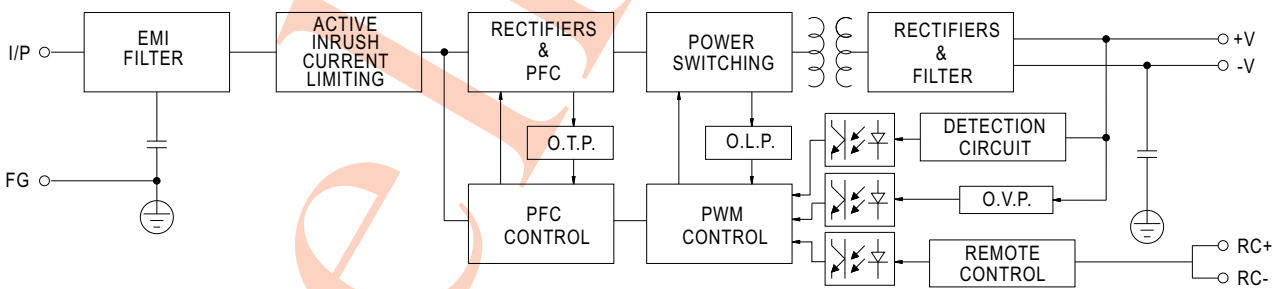 I/P
EMI
FILTER
ACTIVE
INRUSH
CURRENT
LIMITING
RECTIFIERS
&
PFC
POWER
SWITCHING
RECTIFIERS
&
FILTER
+V
-V
O.T.P.
O.L.P.
DETECTION
CIRCUIT
FG
PFC
CONTROL
PWM
CONTROL
O.V.P.
REMOTE
CONTROL
RC+
RC-